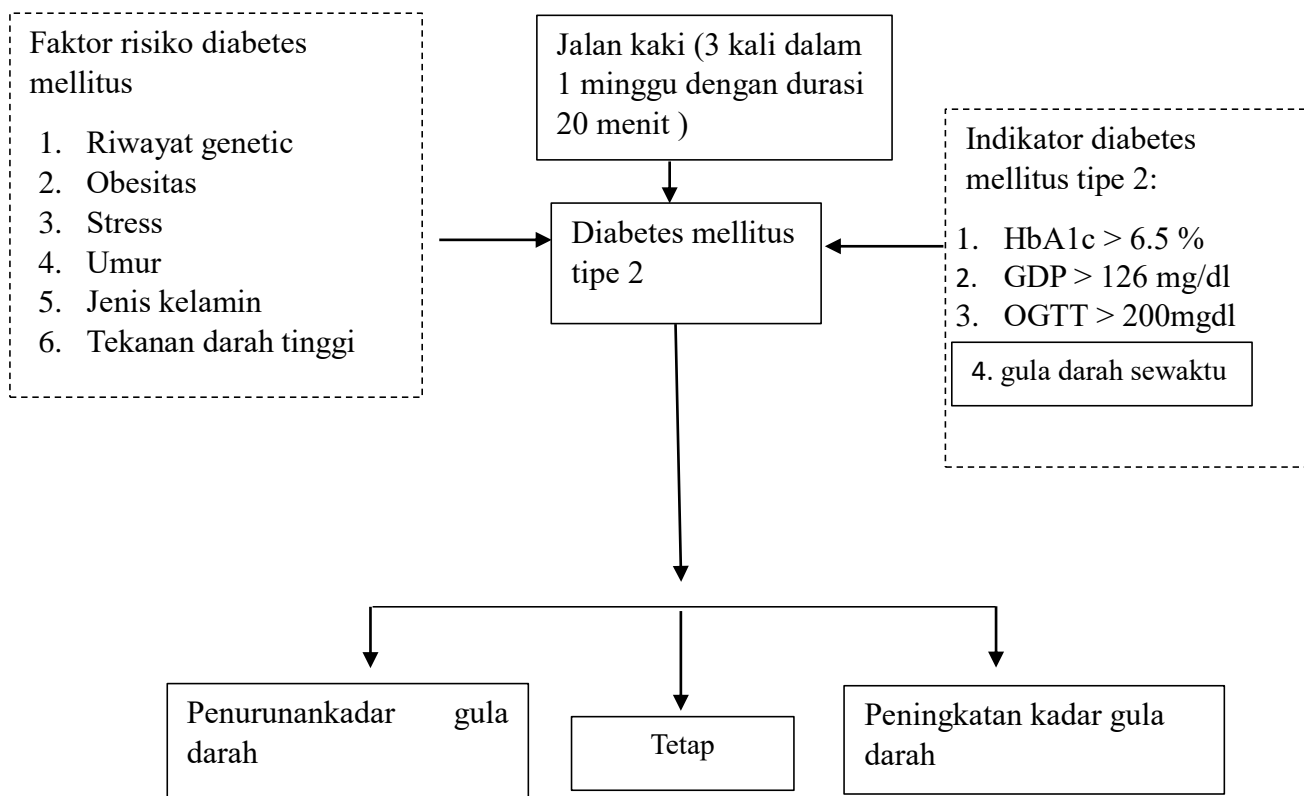 Faktor risiko diabetes
mellitus
1. Riwayat genetic
2. Obesitas
3. Stress
4. Umur
5. Jenis kelamin
6. Tekanan darah tinggi
Jalan kaki (3 kali dalam
1 minggu dengan durasi
20 menit )
Diabetes mellitus
tipe 2
Indikator diabetes
mellitus tipe 2:
1. HbA1c > 6.5 %
2. GDP > 126 mg/dl
3. OGTT > 200mgdl
4. gula darah sewaktu
Penurunankadar gula
darah
Tetap
Peningkatan kadar gula
darah